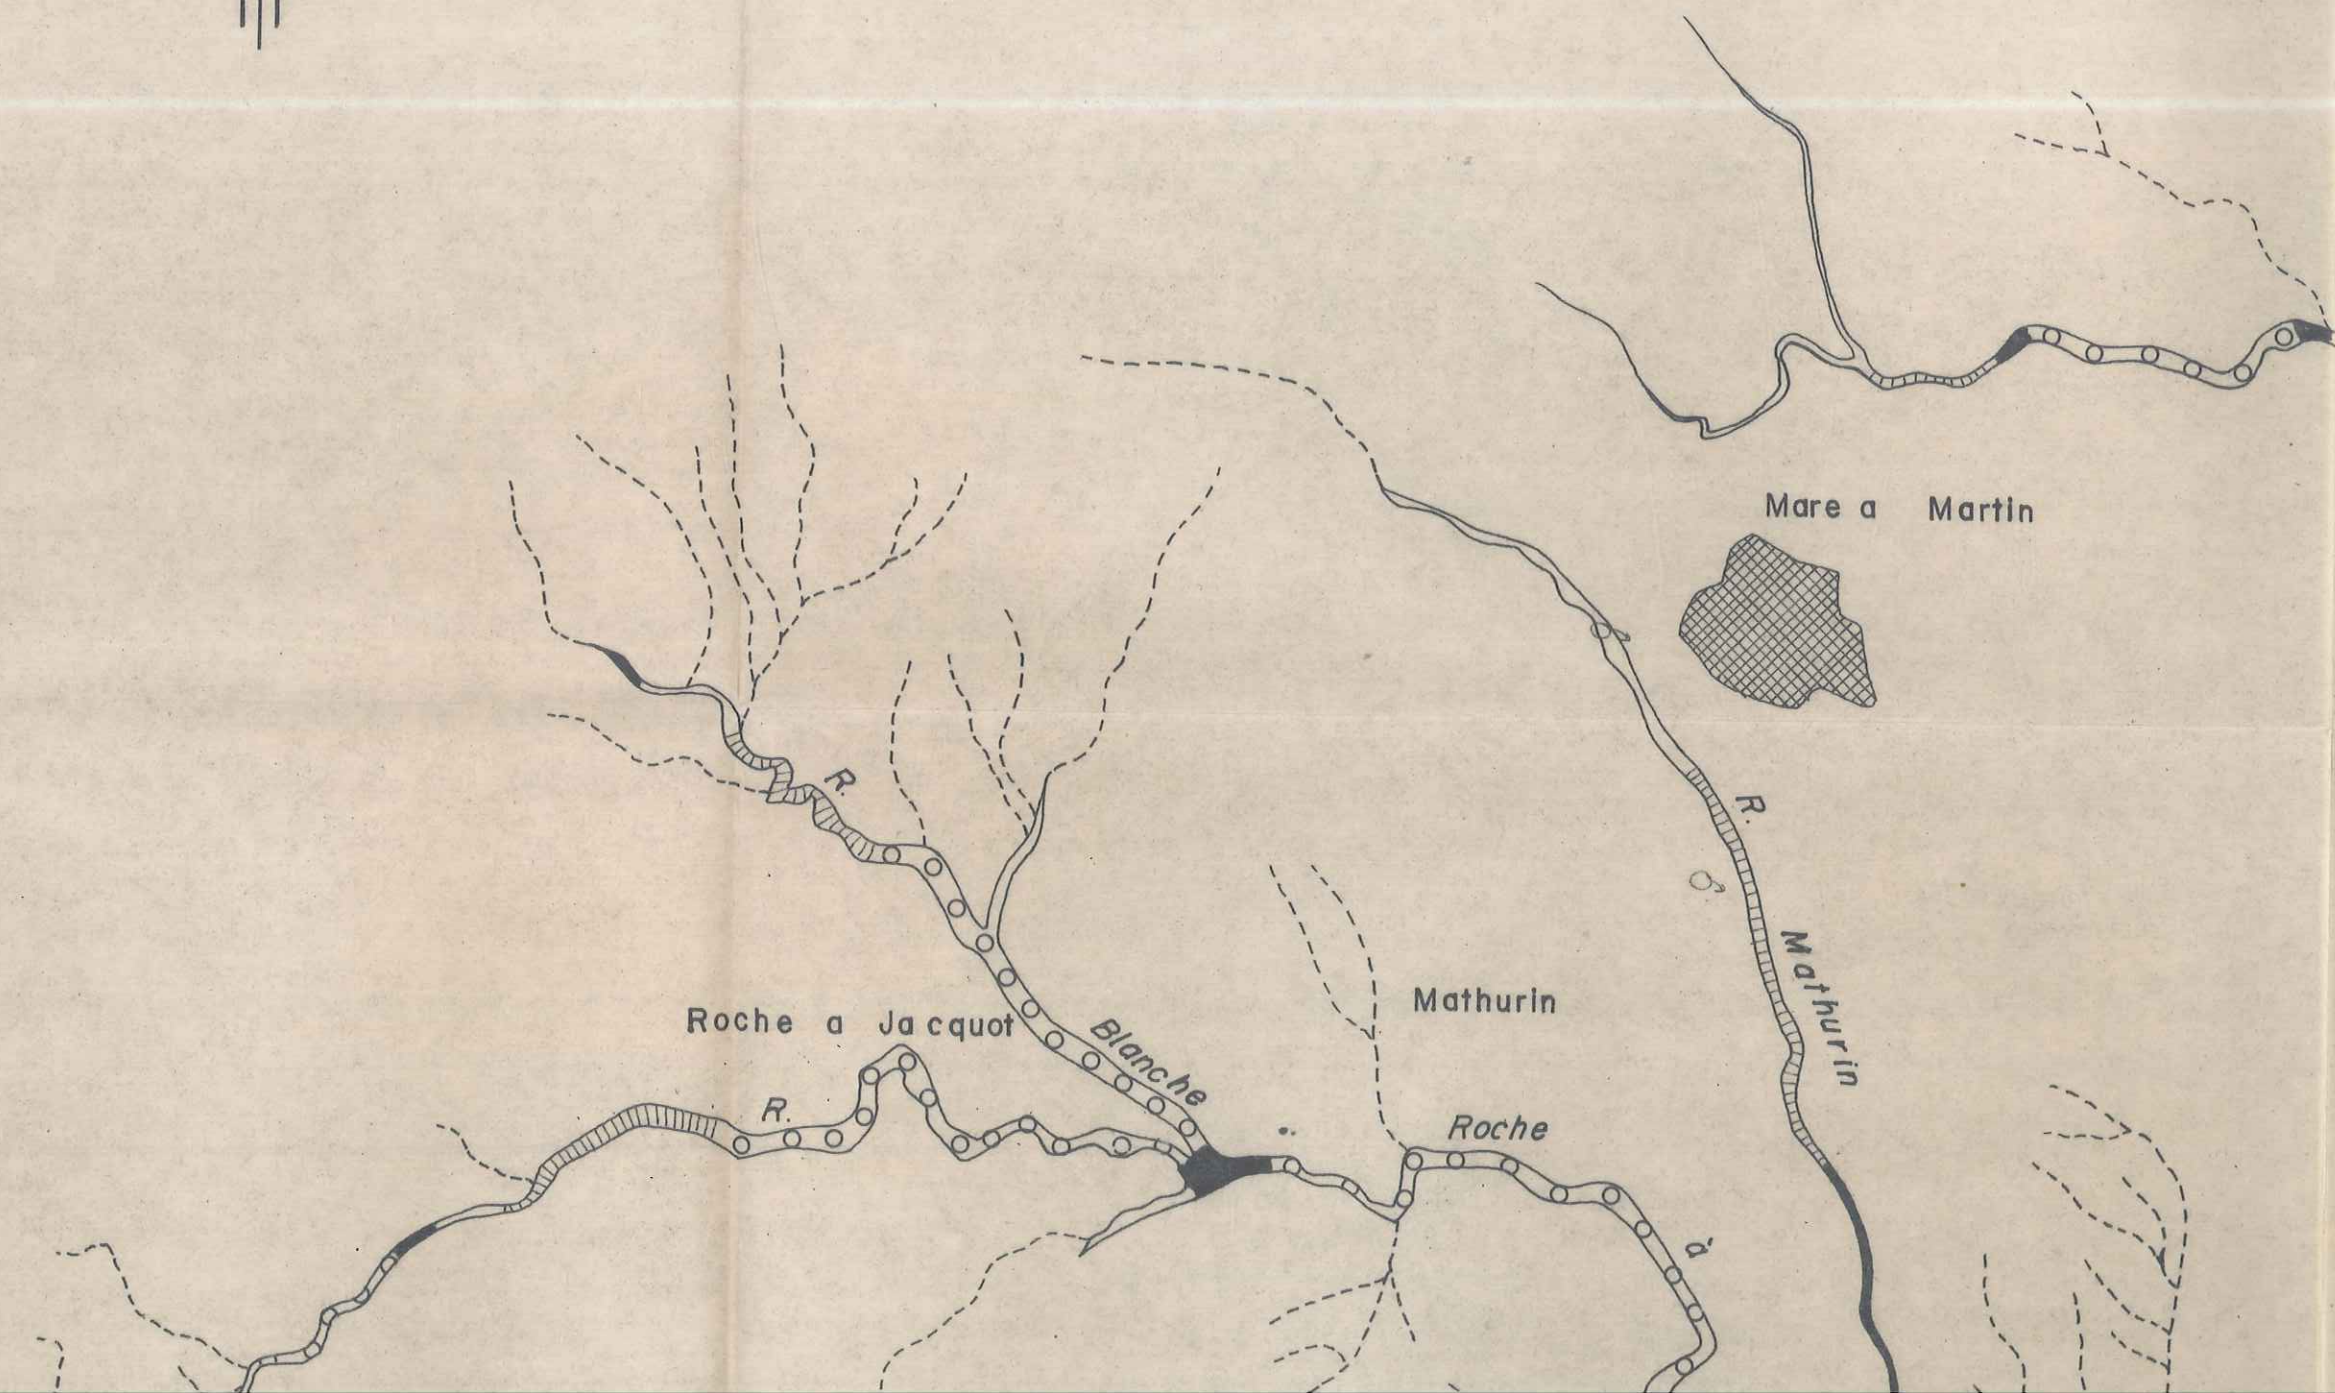 Mare a Martin
R.
R.
Mathurin
Mathurin
Roche a Jacquot
Blanche
R.
Roche
à